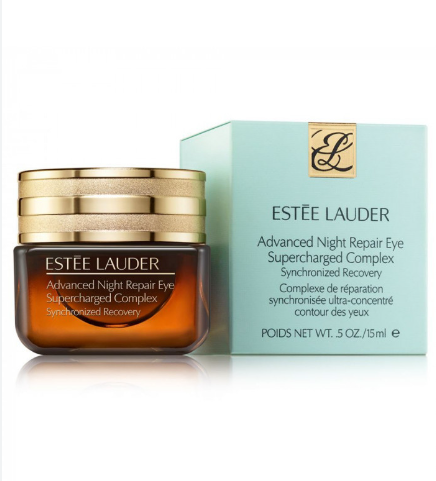 ESTĒE LAUDER
Advanced Night Repair Eye
Supercharged Complex
Synchronized Recovery
EL
ESTĒE LAUDER
Advanced Night Repair Eye
Supercharged Complex
Synchronized Recovery
Complexe de réparation
synchronisée ultra-concentré
contour des yeux
POIDS NET WT. .5 OZ./15ml e